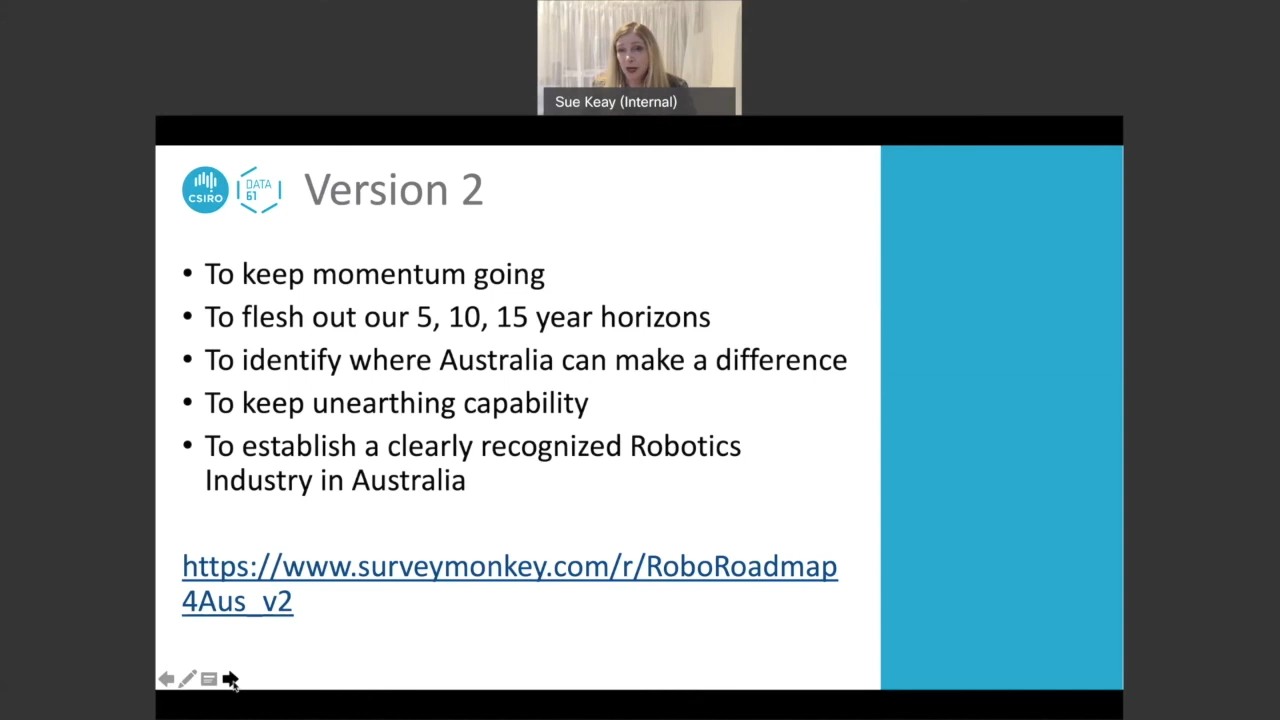 Sue Keay (Internal)
CSIRO
DATA
61
Version 2
• To keep momentum going
• To flesh out our 5, 10, 15 year horizons
• To identify where Australia can make a difference
• To keep unearthing capability
• To establish a clearly recognized Robotics
Industry in Australia
https://www.surveymonkey.com/r/RoboRoadmap
4Aus_v2